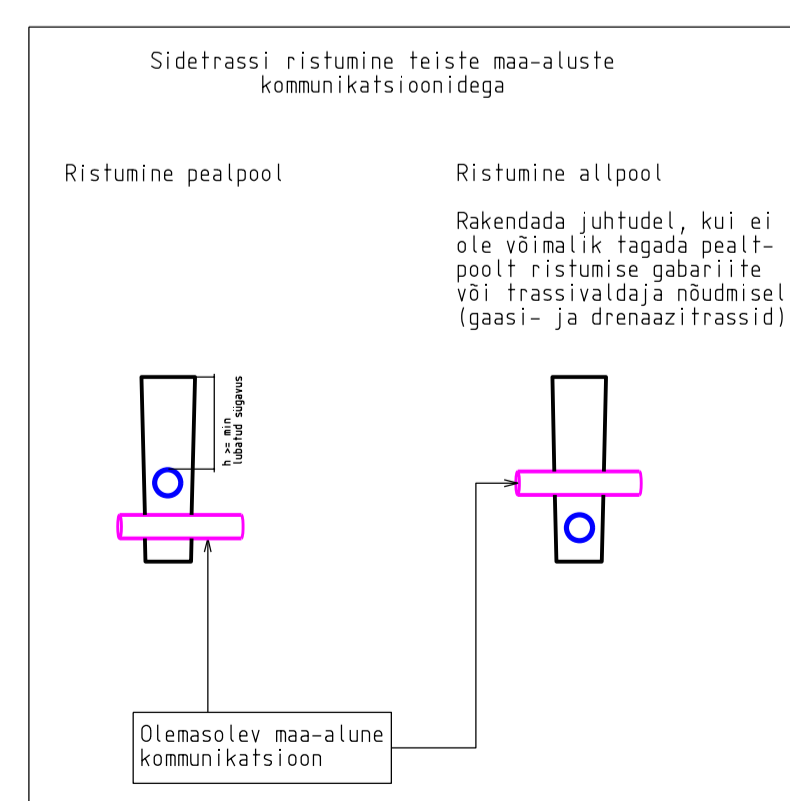 Sidetrassi ristumine teiste maa-aluste
kommunikatsioonidega
Ristumine pealpool
Ristumine allpool
Rakendada juhtudel, kui ei
ole võimalik tagada pealt-
poolt ristumise gabariite
või trassivaldaja nõudmisel
(gaasi- ja drenaazitrassid)
h >= min
lubatud sügavus
Olemasolev maa-alune
kommunikatsioon